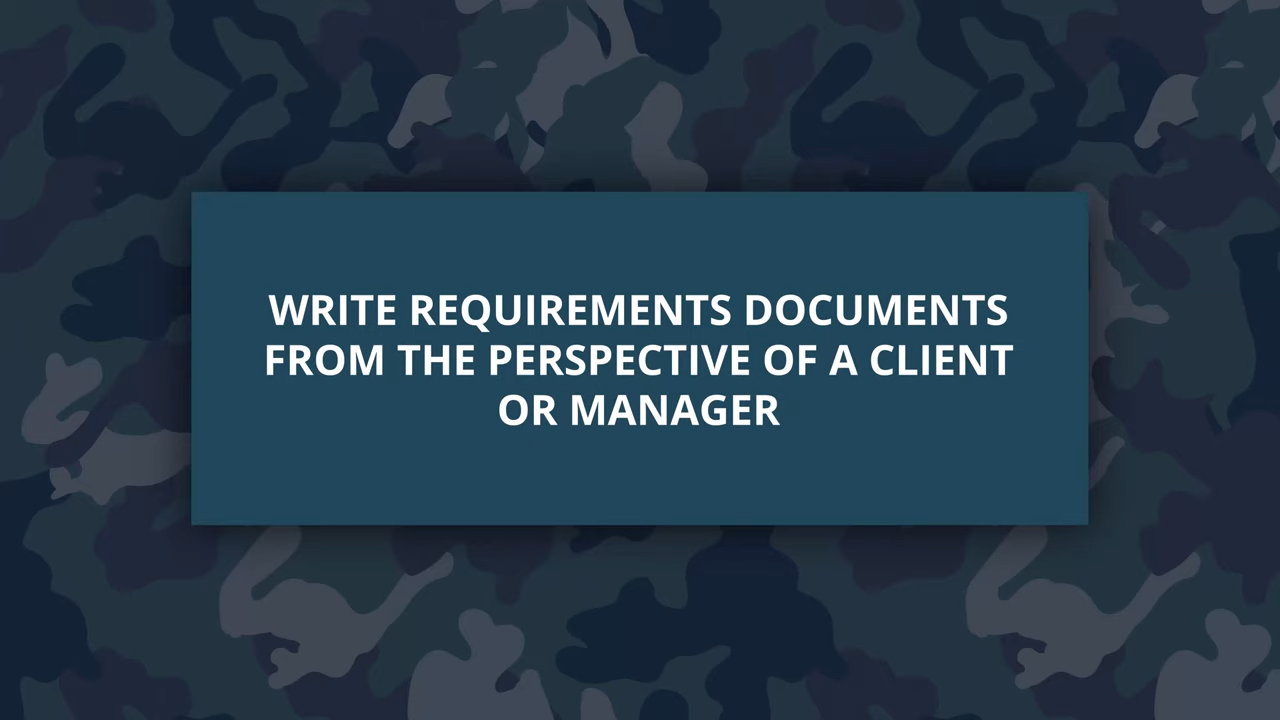 WRITE REQUIREMENTS DOCUMENTS
FROM THE PERSPECTIVE OF A CLIENT
OR MANAGER